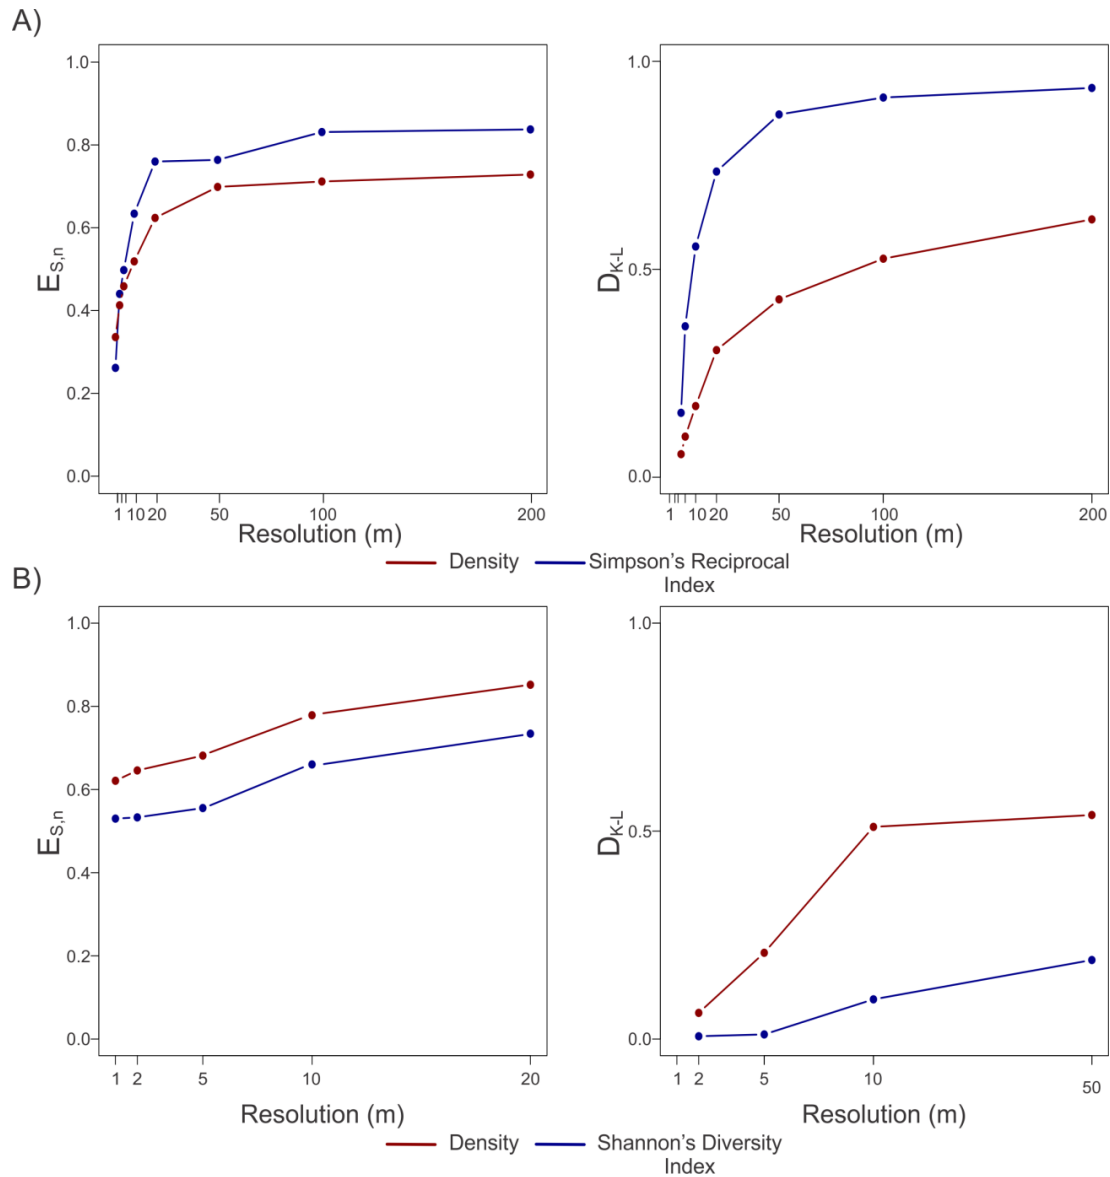 A)
1.0
0.8
0.6
0.4
0.2
0.0
E_S,n
1 10 20 50 100 200
Resolution (m)
1.0
0.5
0.0
D_K-L
1 10 20 50 100 200
Resolution (m)
Density Simpson's Reciprocal
Index
B)
1.0
0.8
0.6
0.4
0.2
0.0
E_S,n
1 2 5 10 20
Resolution (m)
1.0
0.5
0.0
D_K-L
1 2 5 10 50
Resolution (m)
Density Shannon's Diversity
Index